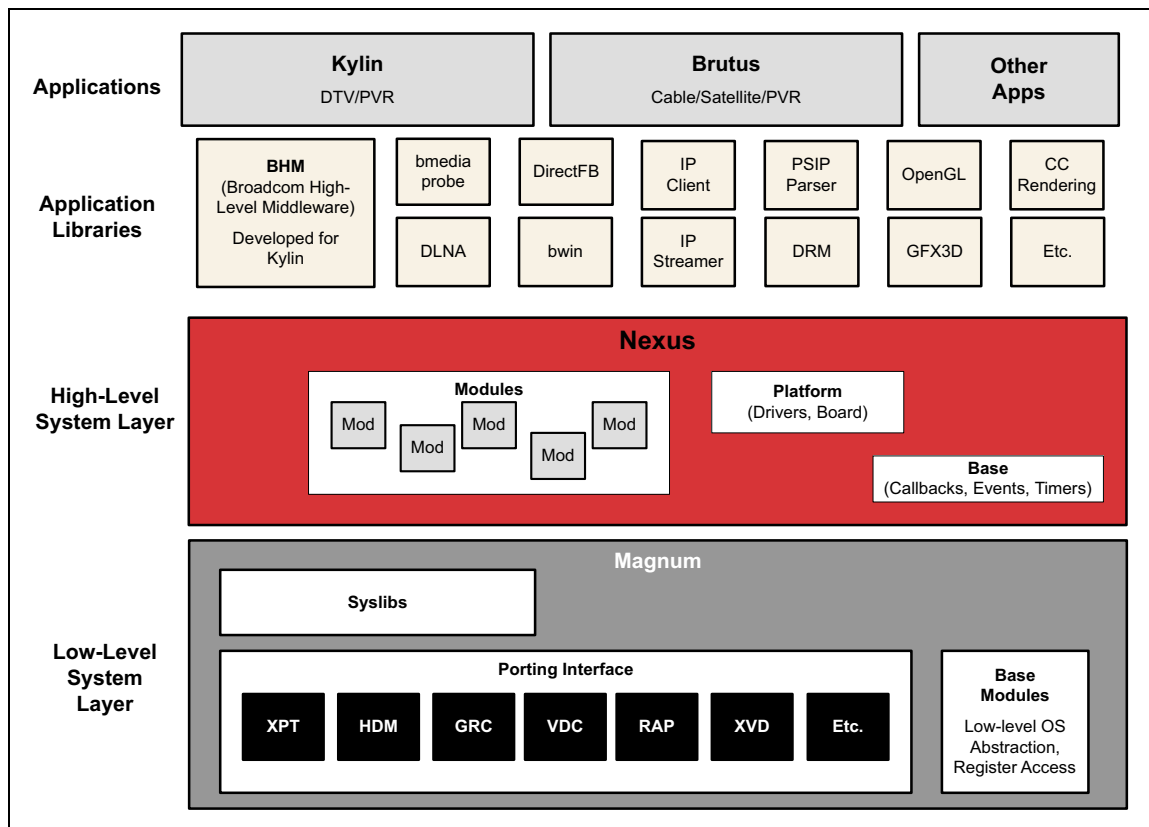 Applications
Kylin
DTV/PVR
Brutus
Cable/Satellite/PVR
Other
Apps
Application
Libraries
BHM
(Broadcom High-
Level Middleware)
Developed for
Kylin
bmedia
probe
DirectFB
IP
Client
PSIP
Parser
OpenGL
CC
Rendering
DLNA
bwin
IP
Streamer
DRM
GFX3D
Etc.
High-Level
System Layer
Nexus
Modules
Mod
Mod
Mod
Mod
Mod
Platform
(Drivers, Board)
Base
(Callbacks, Events, Timers)
Low-Level
System
Layer
Magnum
Syslibs
Porting Interface
XPT
HDM
GRC
VDC
RAP
XVD
Etc.
Base
Modules
Low-level OS
Abstraction,
Register Access